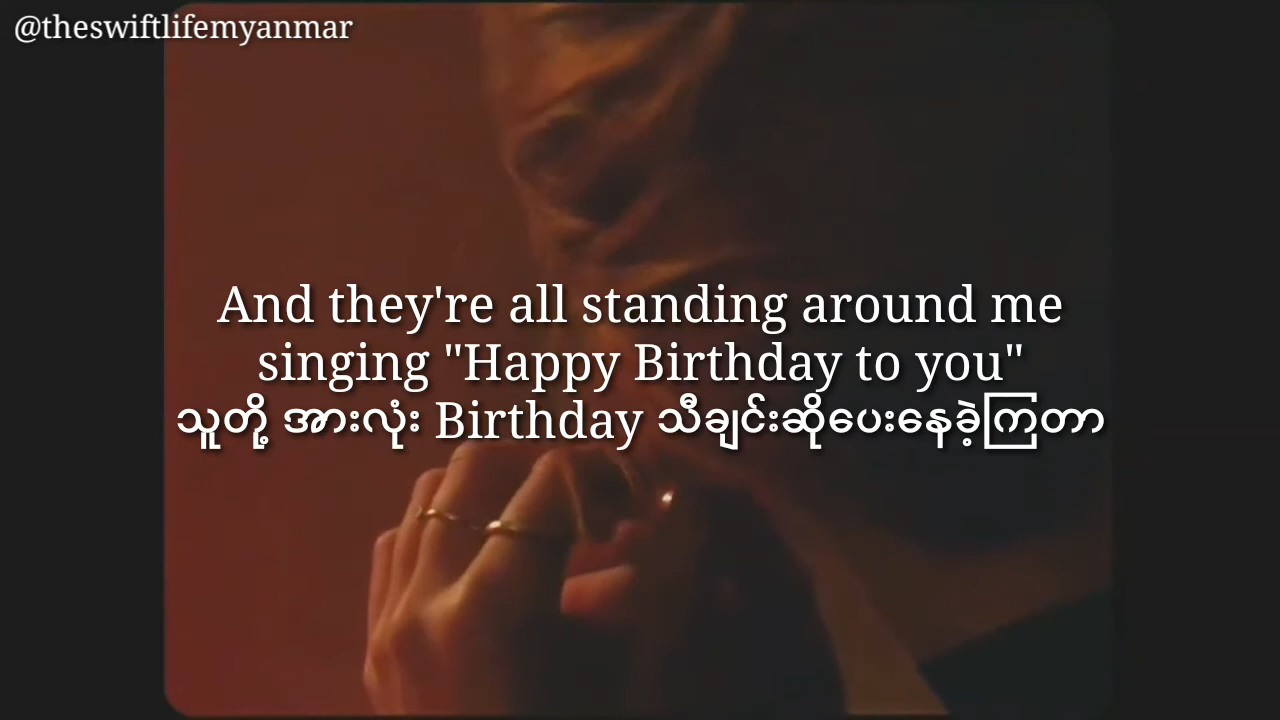 @theswiftlifemyanmar
And they're all standing around me
singing "Happy Birthday to you"
သူတို့ အားလုံး Birthday သီချင်းဆိုပေးနေခဲ့ကြတာ